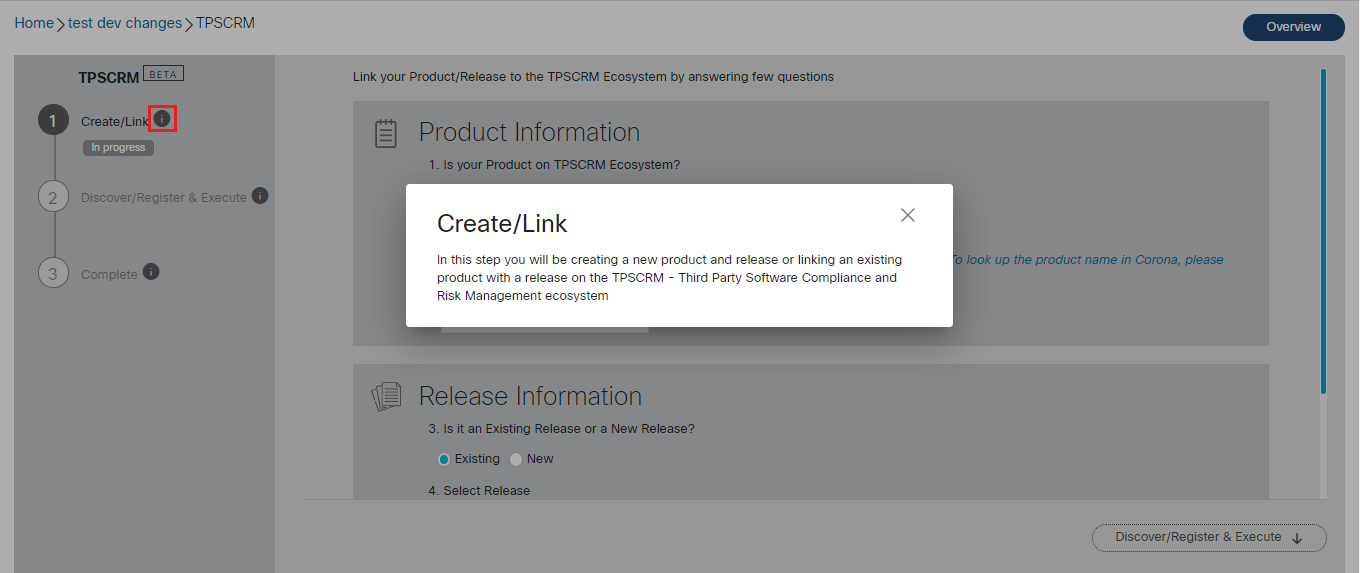 Home > test dev changes > TPSCRM
Overview
TPSCRM BETA
1 Create/Link i
In progress
2 Discover/Register & Execute i
3 Complete i
Link your Product/Release to the TPSCRM Ecosystem by answering few questions
Product Information
1. Is your Product on TPSCRM Ecosystem?
To look up the product name in Corona, please
Create/Link
In this step you will be creating a new product and release or linking an existing
product with a release on the TPSCRM - Third Party Software Compliance and
Risk Management ecosystem
Release Information
3. Is it an Existing Release or a New Release?
Existing New
4. Select Release
Discover/Register & Execute ↓